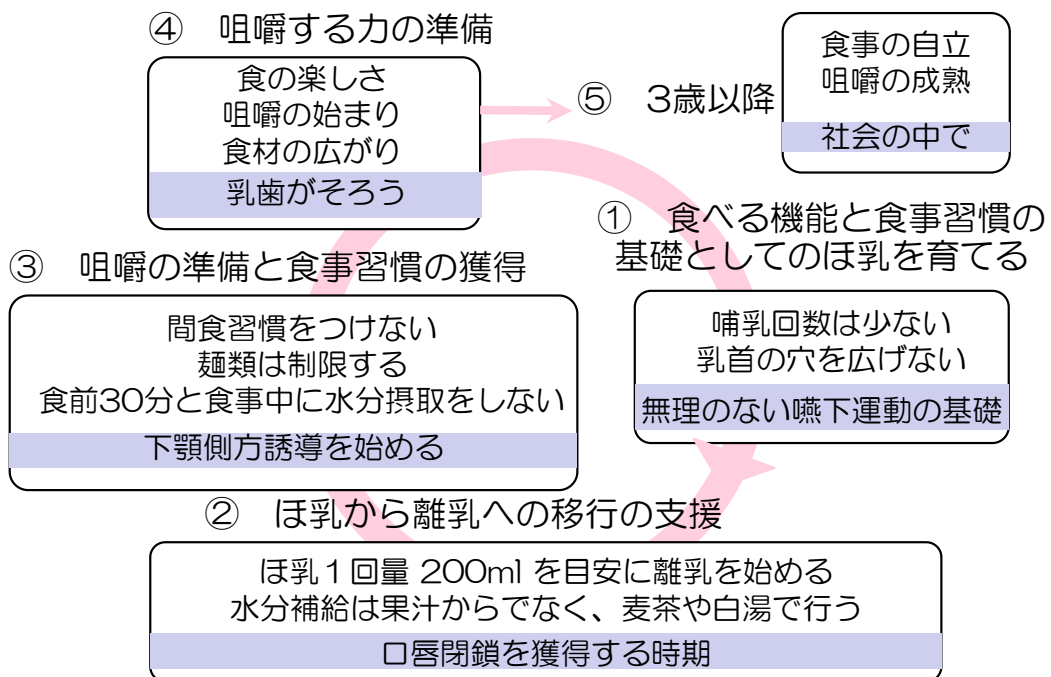 ④　咀嚼する力の準備
食の楽しさ
咀嚼の始まり
食材の広がり
乳歯がそろう
⑤　3歳以降
食事の自立
咀嚼の成熟
社会の中で
①　食べる機能と食事習慣の
基礎としてのほ乳を育てる
哺乳回数は少ない
乳首の穴を広げない
無理のない嚥下運動の基礎
③　咀嚼の準備と食事習慣の獲得
間食習慣をつけない
麺類は制限する
食前30分と食事中に水分摂取をしない
下顎側方誘導を始める
②　ほ乳から離乳への移行の支援
ほ乳１回量 200ml を目安に離乳を始める
水分補給は果汁からでなく、麦茶や白湯で行う
口唇閉鎖を獲得する時期